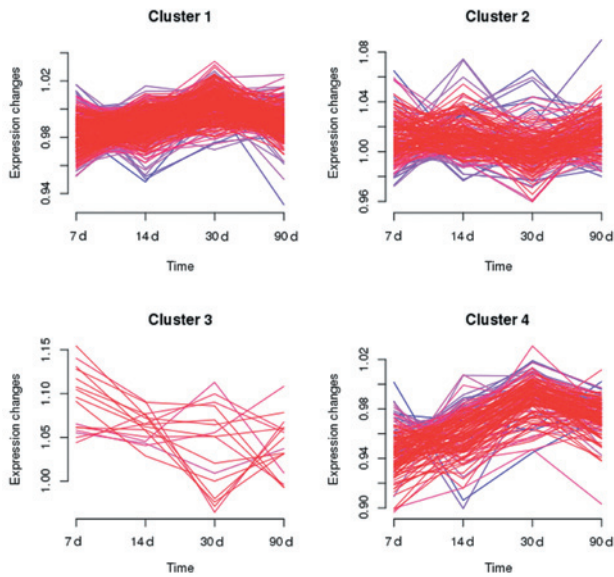 Cluster 1
Expression changes
0.94 0.98 1.02
7 d 14 d 30 d 90 d
Time
Cluster 2
Expression changes
0.96 1.00 1.04 1.08
7 d 14 d 30 d 90 d
Time
Cluster 3
Expression changes
1.00 1.05 1.10 1.15
7 d 14 d 30 d 90 d
Time
Cluster 4
Expression changes
0.90 0.94 0.98 1.02
7 d 14 d 30 d 90 d
Time